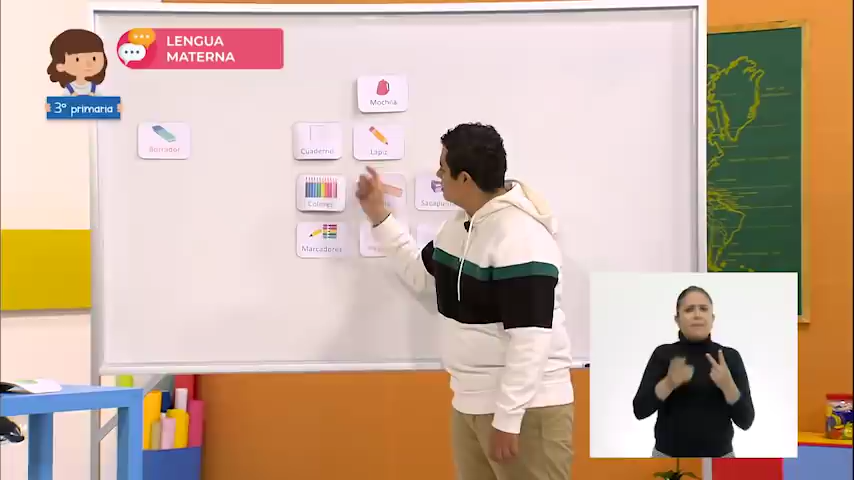 LENGUA
MATERNA
3° primaria
Mochila
Borrador
Cuaderno
Lápiz
Colores
Sacapuntas
Marcadores